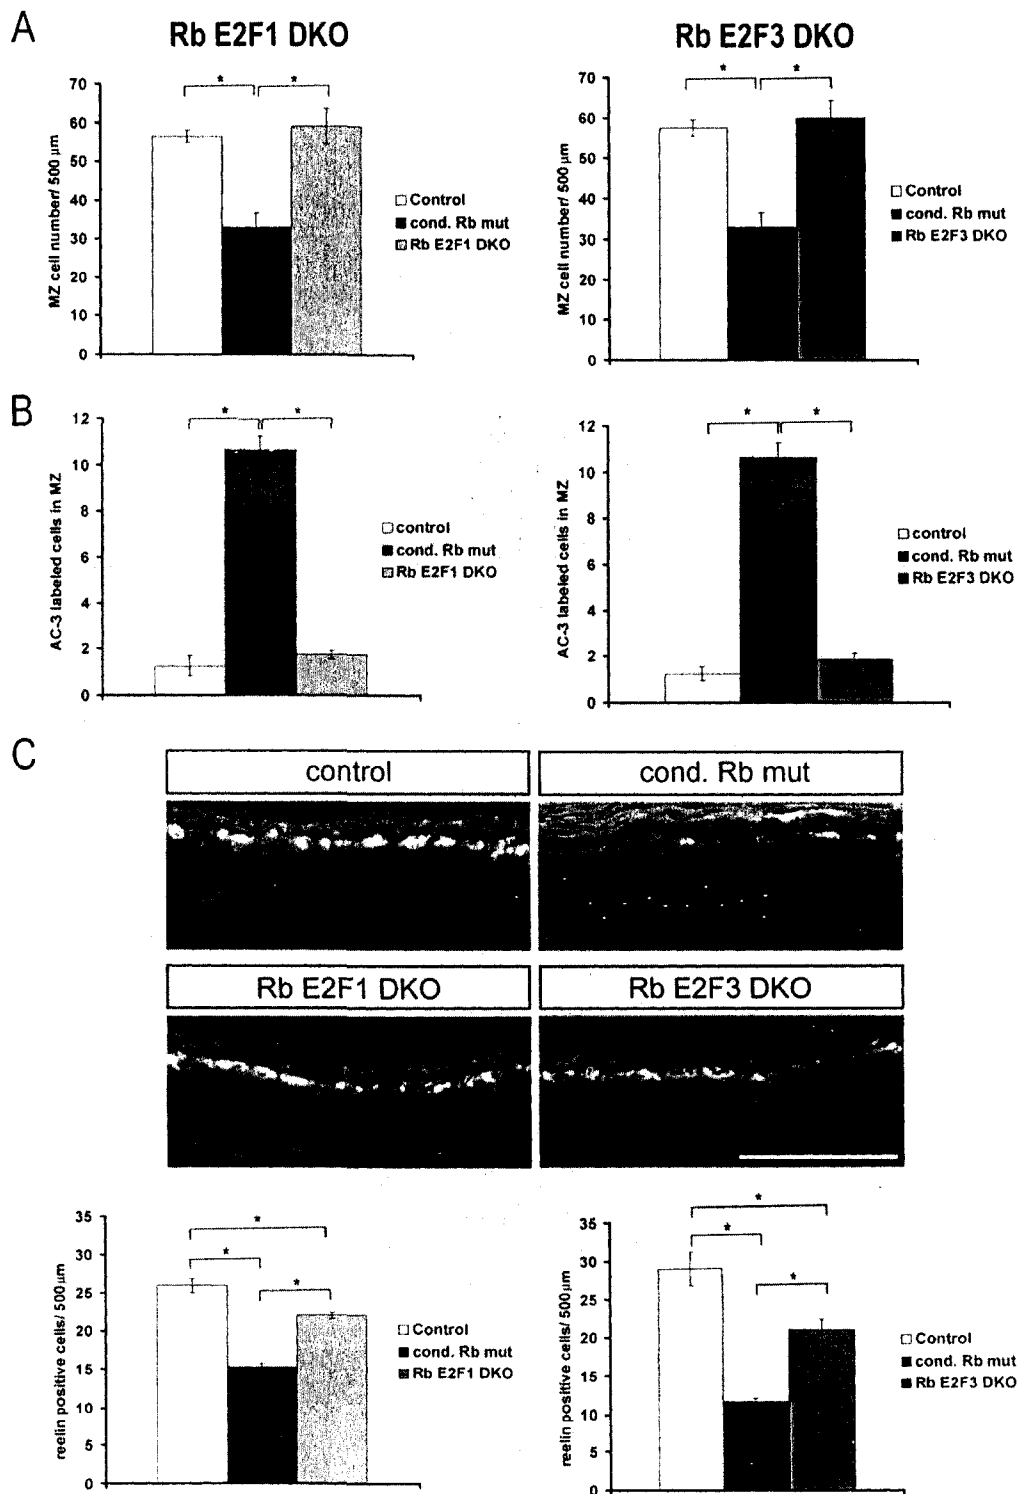 A
Rb E2F1 DKO
Rb E2F3 DKO
MZ cell number/ 500 µm
70
60
50
40
30
20
10
0
*
*
Control
cond. Rb mut
Rb E2F1 DKO
MZ cell number/ 500 µm
70
60
50
40
30
20
10
0
*
*
Control
cond. Rb mut
Rb E2F3 DKO
B
AC-3 labeled cells in MZ
12
10
8
6
4
2
0
*
*
control
cond. Rb mut
Rb E2F1 DKO
AC-3 labeled cells in MZ
12
10
8
6
4
2
0
*
*
control
cond. Rb mut
Rb E2F3 DKO
C
control
cond. Rb mut
Rb E2F1 DKO
Rb E2F3 DKO
reelin positive cells/ 500µm
35
30
25
20
15
10
5
0
*
*
*
Control
cond. Rb mut
Rb E2F1 DKO
reelin positive cells/ 500µm
35
30
25
20
15
10
5
0
*
*
*
Control
cond. Rb mut
Rb E2F3 DKO